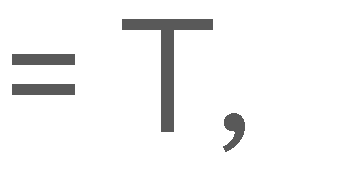 = T,